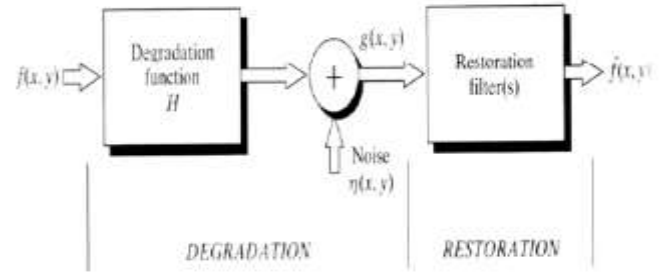 f(x, y)
Degradation
function
H
+
g(x, y)
Noise
η(x, y)
Restoration
filter(s)
f̂(x, y)
DEGRADATION
RESTORATION